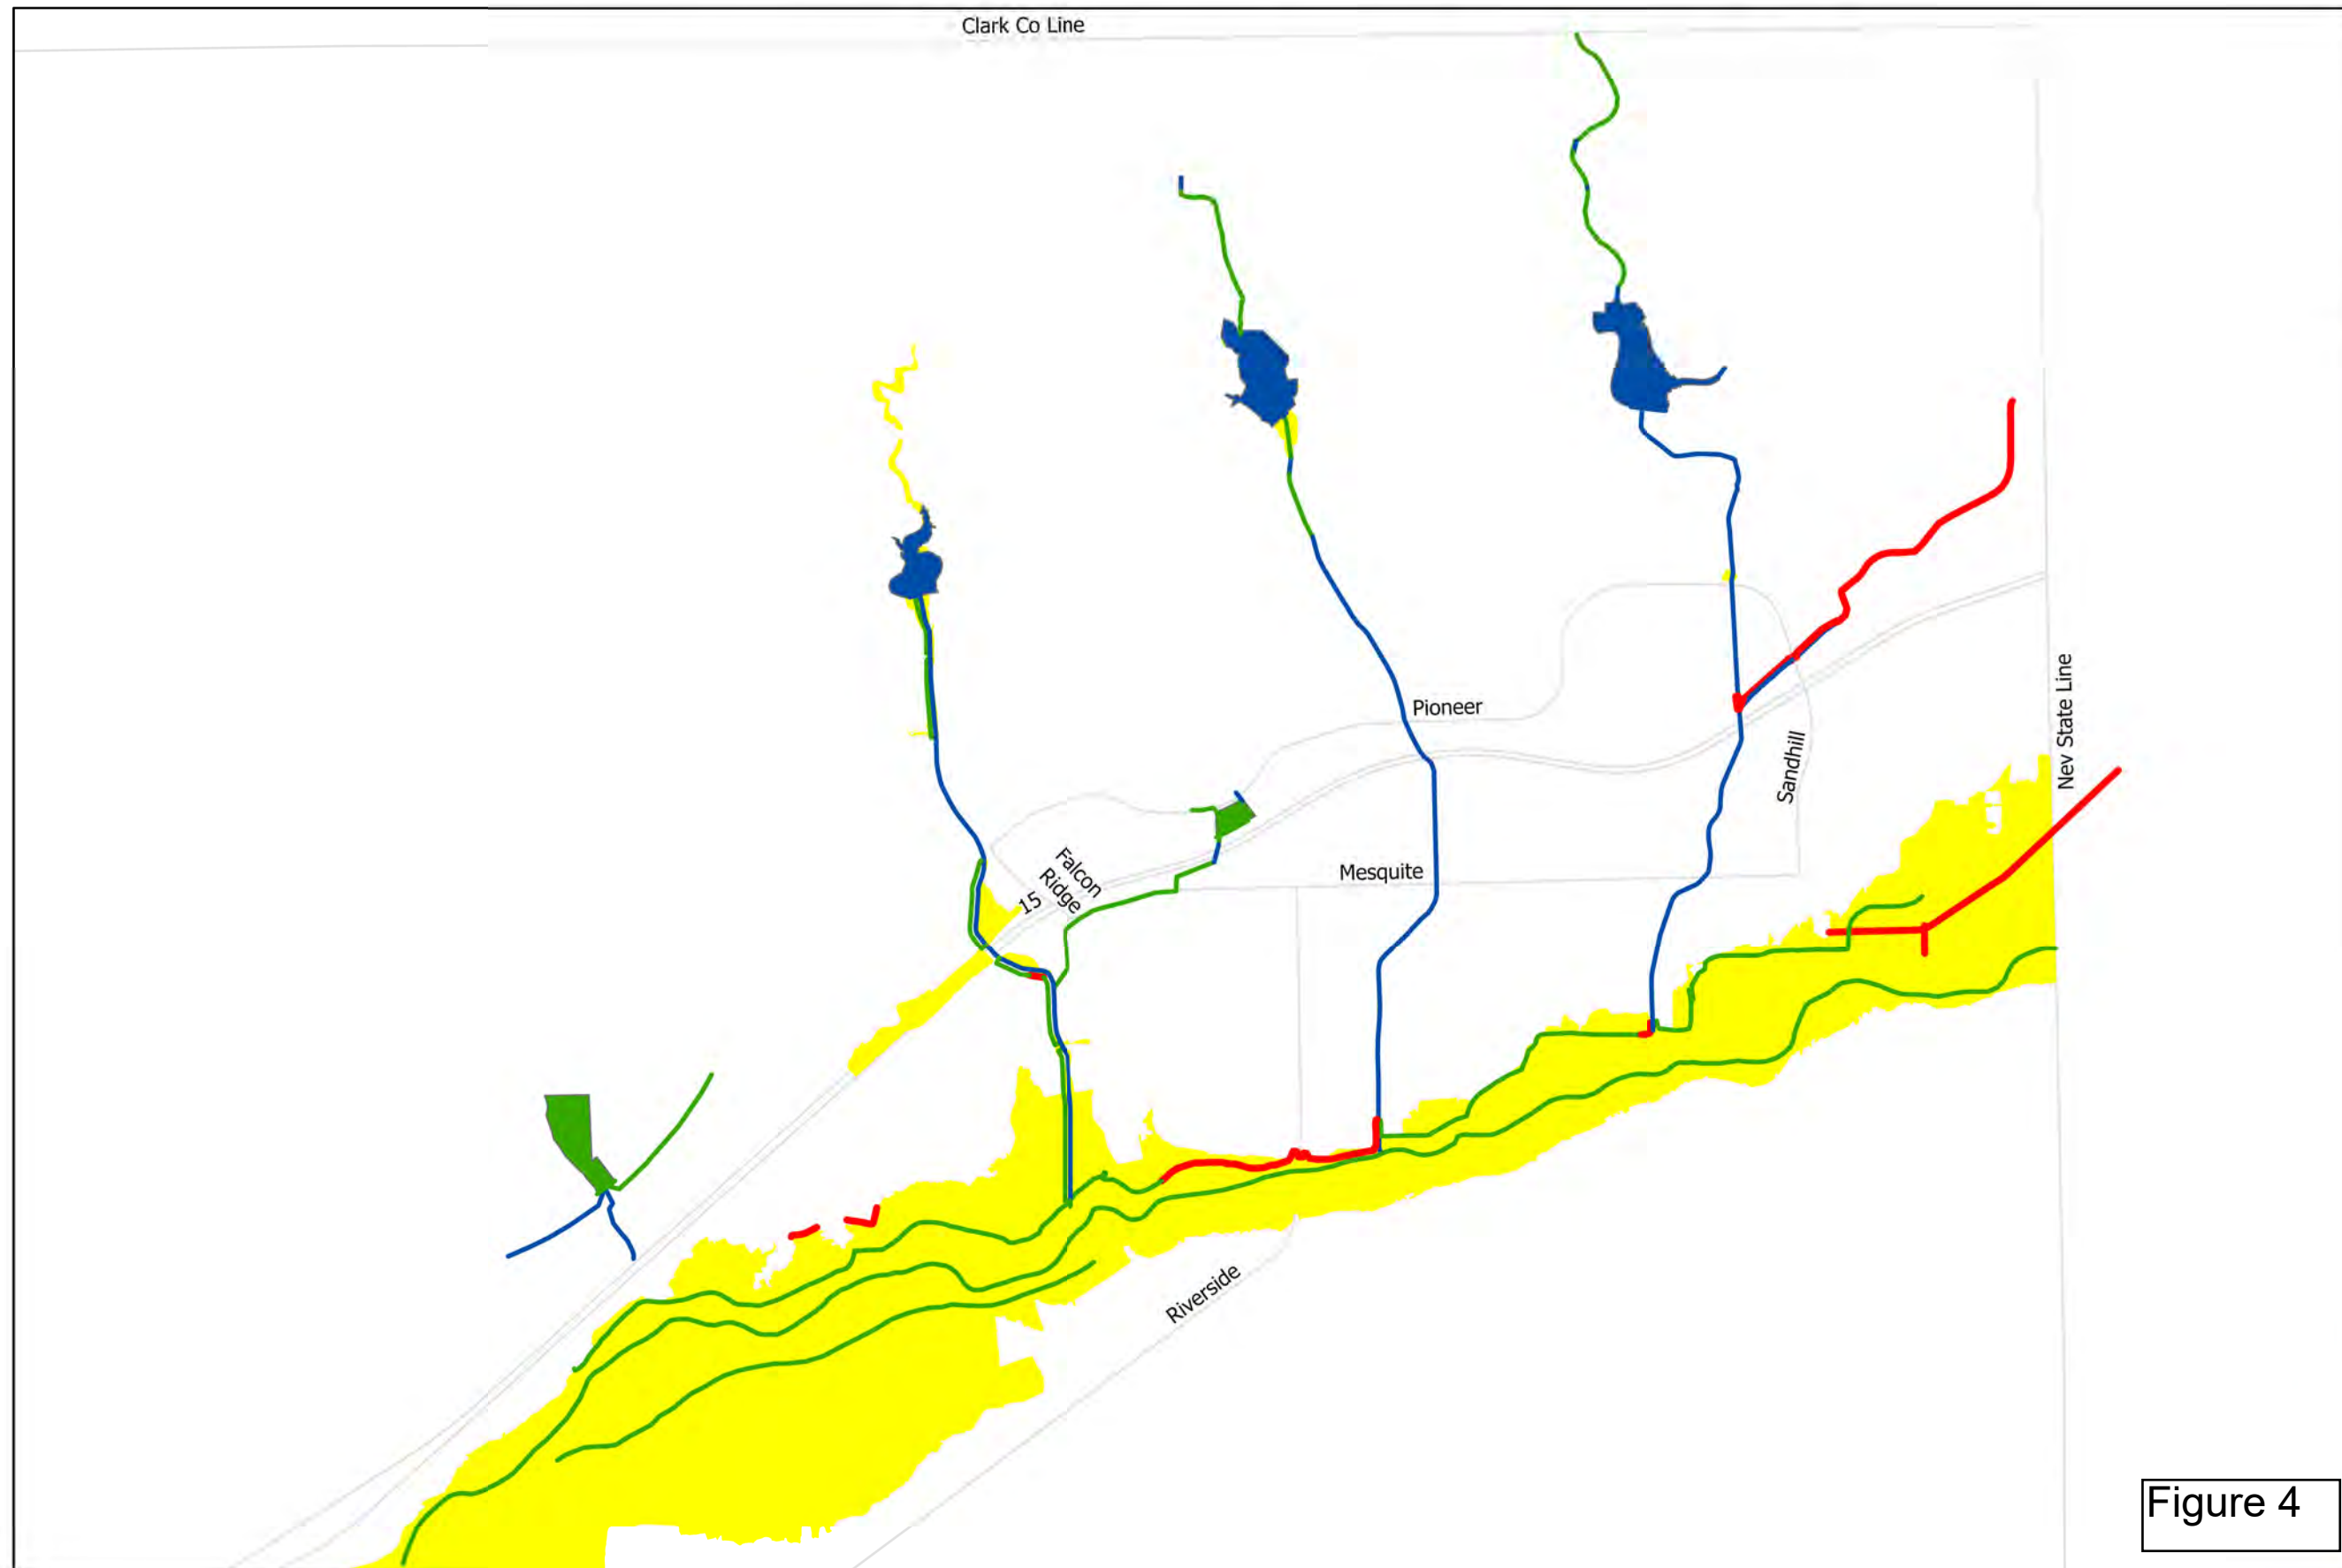 Clark Co Line
Pioneer
Nev State Line
Sandhill
Falcon
Ridge
15
Mesquite
Riverside
Figure 4